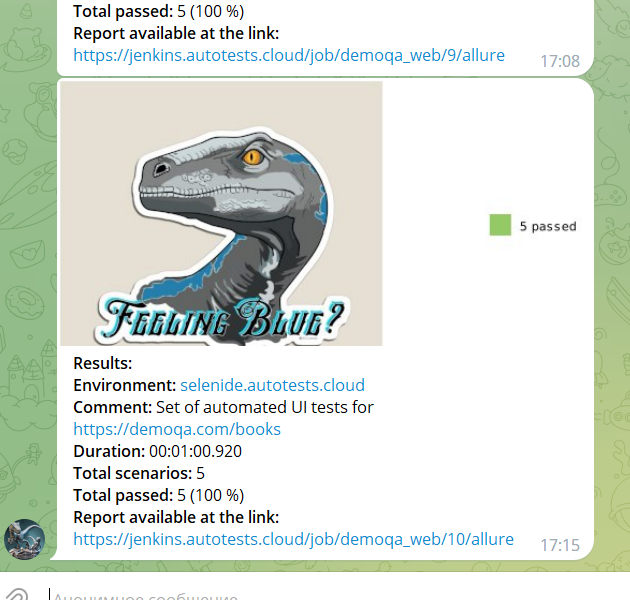 Total passed: 5 (100 %)
Report available at the link:
https://jenkins.autotests.cloud/job/demoqa_web/9/allure
17:08
5 passed
FEELING BLUE?
Results:
Environment: selenide.autotests.cloud
Comment: Set of automated UI tests for
https://demoqa.com/books
Duration: 00:01:00.920
Total scenarios: 5
Total passed: 5 (100 %)
Report available at the link:
https://jenkins.autotests.cloud/job/demoqa_web/10/allure
17:15
Анонимное сообщение